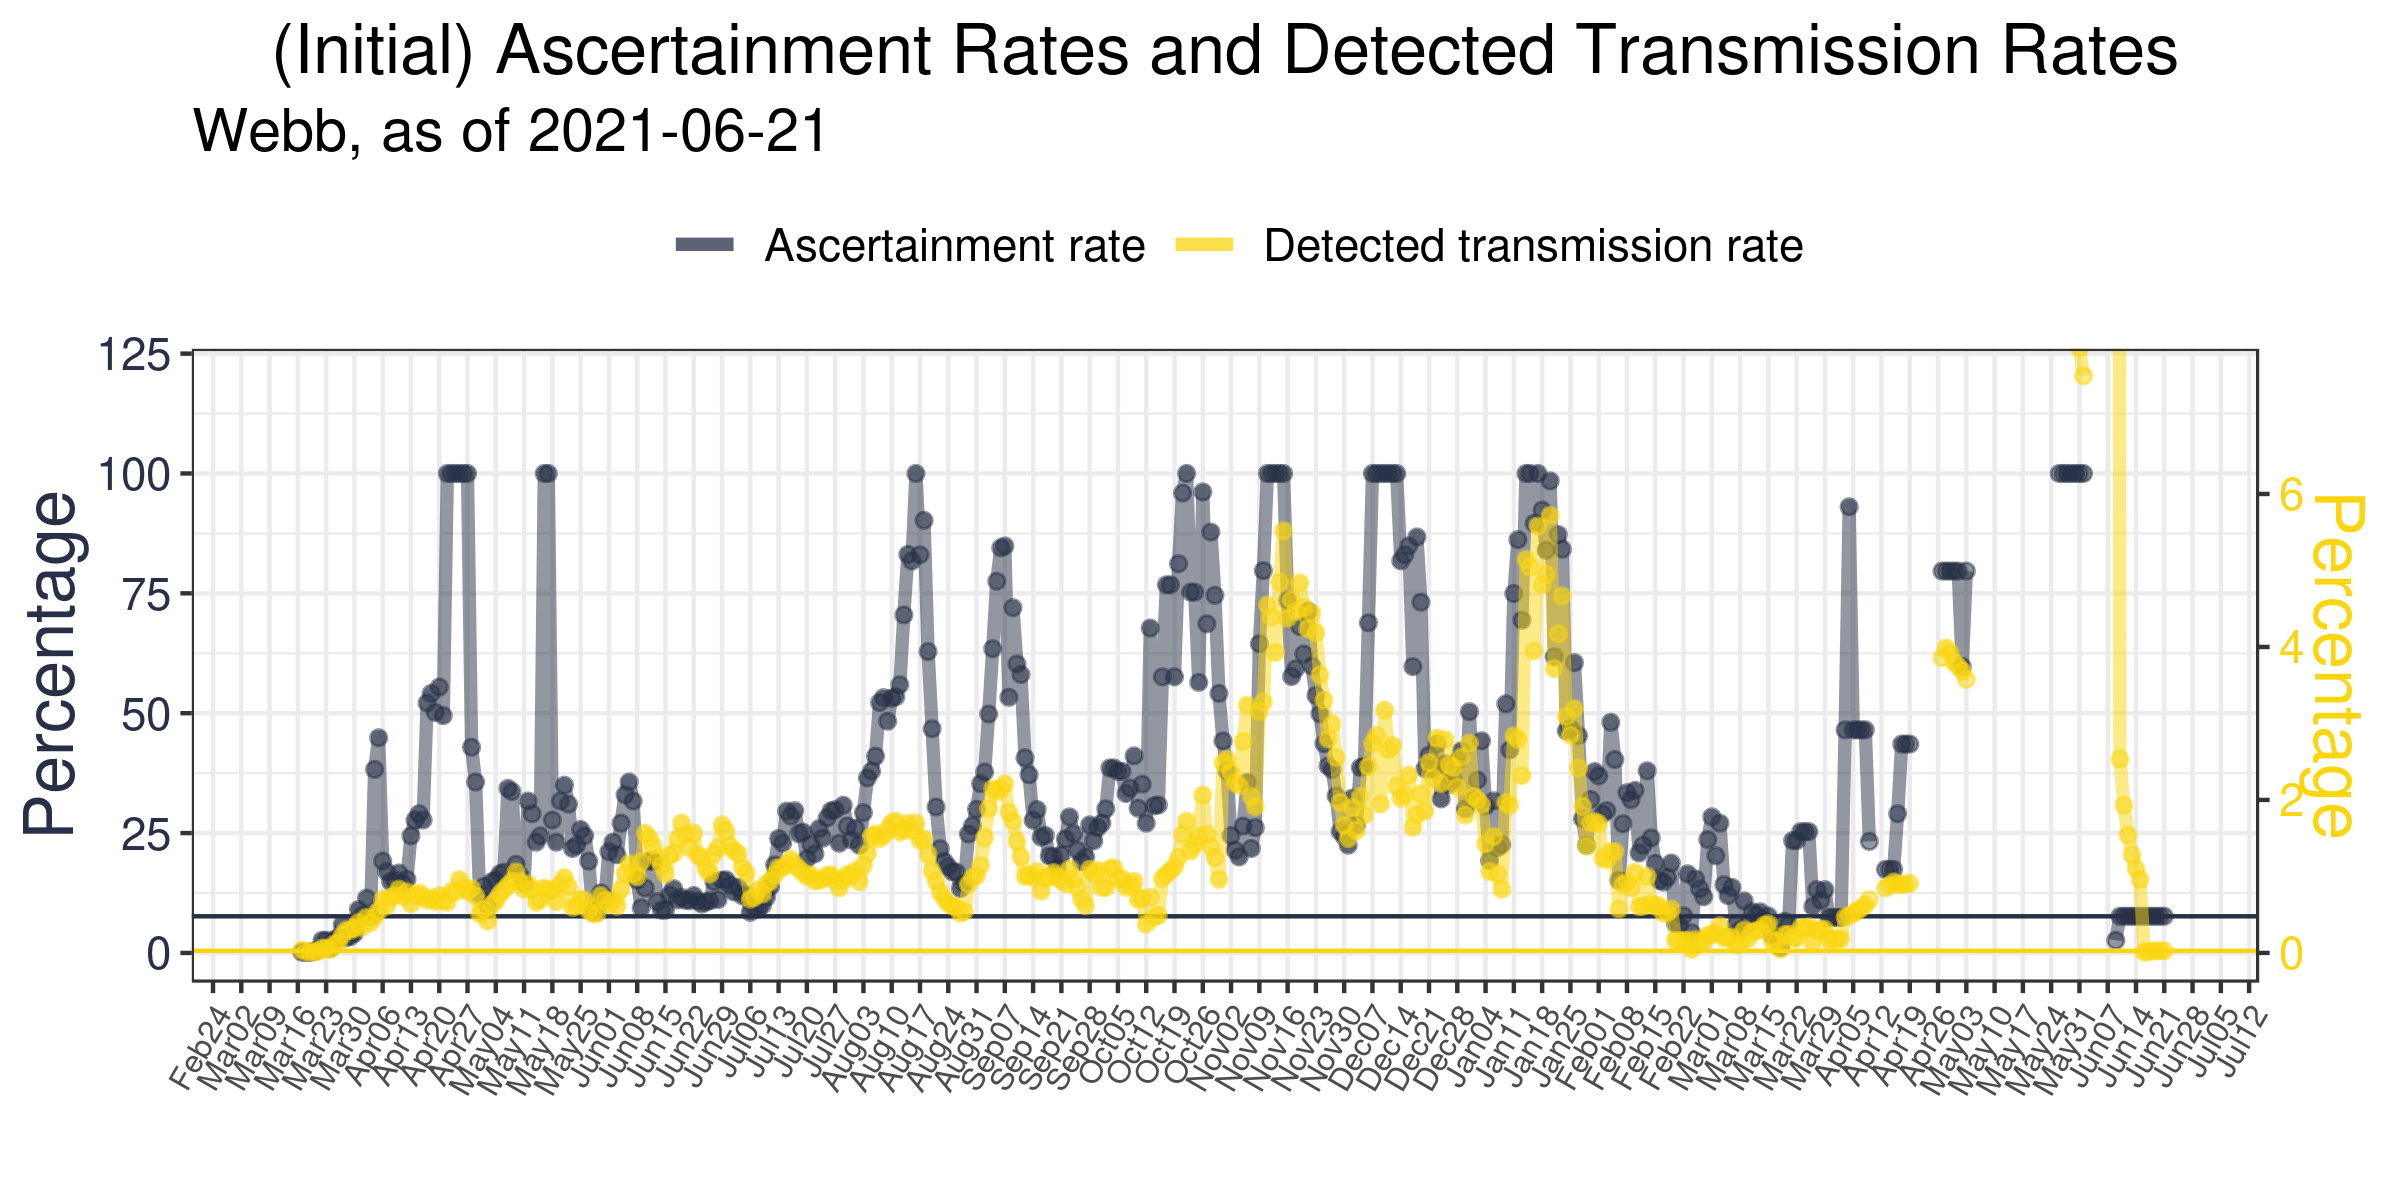 (Initial) Ascertainment Rates and Detected Transmission Rates
Webb, as of 2021-06-21
Ascertainment rate
Detected transmission rate
Percentage
125
100
75
50
25
0
6
4
2
0
Percentage
Feb24
Mar02
Mar09
Mar16
Mar23
Mar30
Apr06
Apr13
Apr20
Apr27
May04
May11
May18
May25
Jun01
Jun08
Jun15
Jun22
Jun29
Jul06
Jul13
Jul20
Jul27
Aug03
Aug10
Aug17
Aug24
Aug31
Sep07
Sep14
Sep21
Sep28
Oct05
Oct12
Oct19
Oct26
Nov02
Nov09
Nov16
Nov23
Nov30
Dec07
Dec14
Dec21
Dec28
Jan04
Jan11
Jan18
Jan25
Feb01
Feb08
Feb15
Feb22
Mar01
Mar08
Mar15
Mar22
Mar29
Apr05
Apr12
Apr19
Apr26
May03
May10
May17
May24
May31
Jun07
Jun14
Jun21
Jun28
Jul05
Jul12